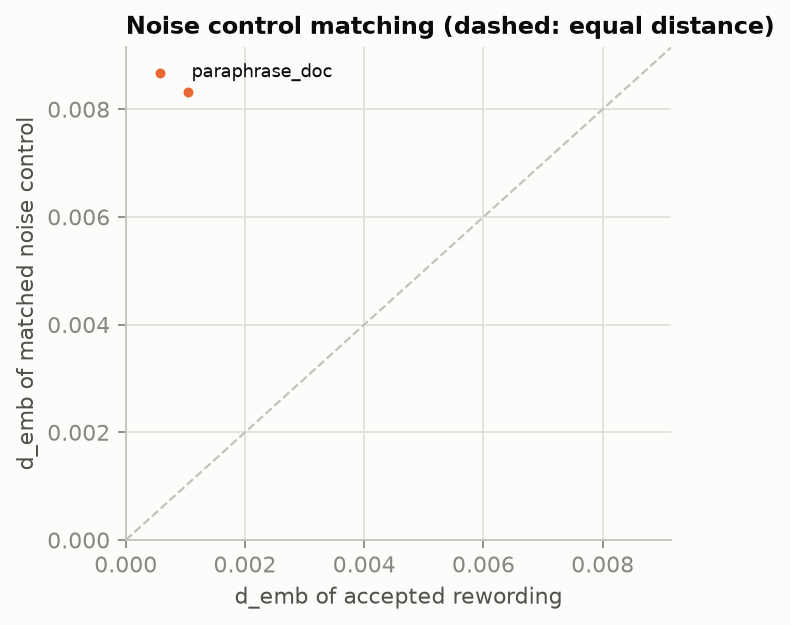 Noise control matching (dashed: equal distance)
paraphrase_doc
d_emb of matched noise control
0.008
0.006
0.004
0.002
0.000
0.000 0.002 0.004 0.006 0.008
d_emb of accepted rewording